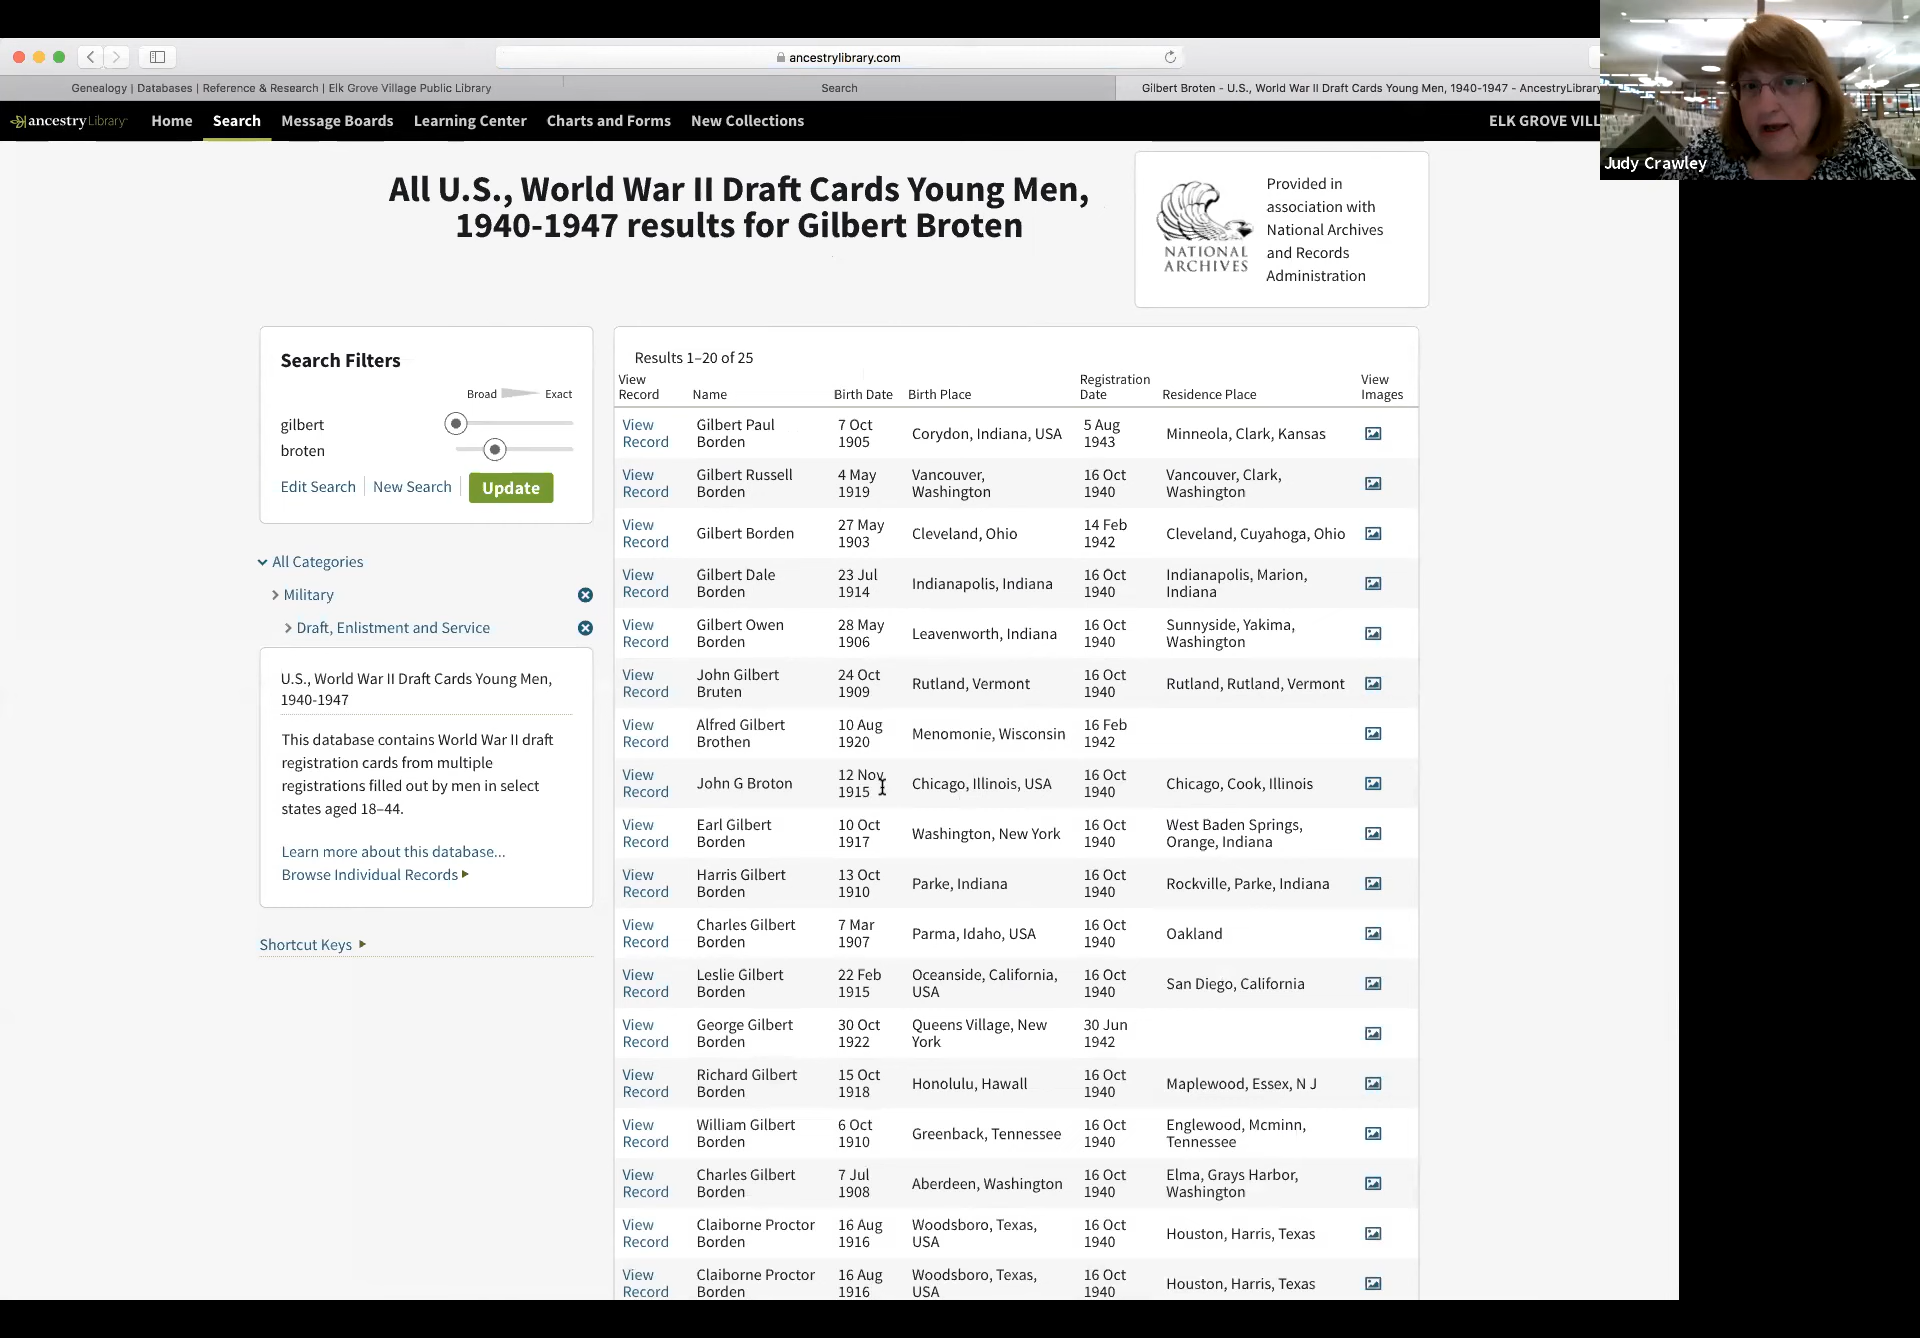 ancestrylibrary.com
Genealogy | Databases | Reference & Research | Elk Grove Village Public Library
Search
Gilbert Broten - U.S., World War II Draft Cards Young Men, 1940-1947 - AncestryLibrary
ancestryLibrary
Home
Search
Message Boards
Learning Center
Charts and Forms
New Collections
ELK GROVE VILL
Judy Crawley
All U.S., World War II Draft Cards Young Men,
1940-1947 results for Gilbert Broten
NATIONAL
ARCHIVES
Provided in
association with
National Archives
and Records
Administration
Search Filters
Broad
Exact
gilbert
broten
Edit Search
New Search
Update
All Categories
Military
Draft, Enlistment and Service
U.S., World War II Draft Cards Young Men,
1940-1947
This database contains World War II draft
registration cards from multiple
registrations filled out by men in select
states aged 18–44.
Learn more about this database...
Browse Individual Records
Shortcut Keys
Results 1–20 of 25
View Record Name Birth Date Birth Place Registration Date Residence Place View Images
View Record Gilbert Paul Borden 7 Oct 1905 Corydon, Indiana, USA 5 Aug 1943 Minneola, Clark, Kansas
View Record Gilbert Russell Borden 4 May 1919 Vancouver, Washington 16 Oct 1940 Vancouver, Clark, Washington
View Record Gilbert Borden 27 May 1903 Cleveland, Ohio 14 Feb 1942 Cleveland, Cuyahoga, Ohio
View Record Gilbert Dale Borden 23 Jul 1914 Indianapolis, Indiana 16 Oct 1940 Indianapolis, Marion, Indiana
View Record Gilbert Owen Borden 28 May 1906 Leavenworth, Indiana 16 Oct 1940 Sunnyside, Yakima, Washington
View Record John Gilbert Bruten 24 Oct 1909 Rutland, Vermont 16 Oct 1940 Rutland, Rutland, Vermont
View Record Alfred Gilbert Brothen 10 Aug 1920 Menomonie, Wisconsin 16 Feb 1942
View Record John G Broton 12 Nov 1915 Chicago, Illinois, USA 16 Oct 1940 Chicago, Cook, Illinois
View Record Earl Gilbert Borden 10 Oct 1917 Washington, New York 16 Oct 1940 West Baden Springs, Orange, Indiana
View Record Harris Gilbert Borden 13 Oct 1910 Parke, Indiana 16 Oct 1940 Rockville, Parke, Indiana
View Record Charles Gilbert Borden 7 Mar 1907 Parma, Idaho, USA 16 Oct 1940 Oakland
View Record Leslie Gilbert Borden 22 Feb 1915 Oceanside, California, USA 16 Oct 1940 San Diego, California
View Record George Gilbert Borden 30 Oct 1922 Queens Village, New York 30 Jun 1942
View Record Richard Gilbert Borden 15 Oct 1918 Honolulu, Hawall 16 Oct 1940 Maplewood, Essex, N J
View Record William Gilbert Borden 6 Oct 1910 Greenback, Tennessee 16 Oct 1940 Englewood, Mcminn, Tennessee
View Record Charles Gilbert Borden 7 Jul 1908 Aberdeen, Washington 16 Oct 1940 Elma, Grays Harbor, Washington
View Record Claiborne Proctor Borden 16 Aug 1916 Woodsboro, Texas, USA 16 Oct 1940 Houston, Harris, Texas
View Record Claiborne Proctor Borden 16 Aug 1916 Woodsboro, Texas, USA 16 Oct 1940 Houston, Harris, Texas